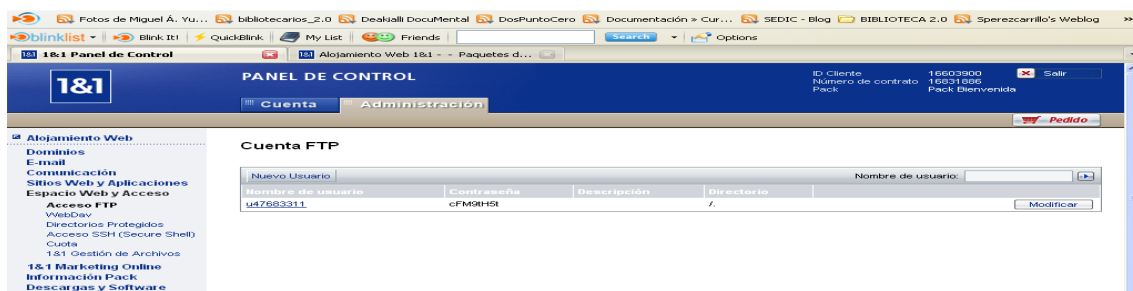 Fotos de Miguel Á. Yu... bibliotecarios_2.0 Deakialli DocuMental DosPuntoCero Documentación » Cur... SEDIC - Blog BIBLIOTECA 2.0 Sperezcarrillo's Weblog »
blinklist Blink It! QuickBlink My List Friends Search Options
1&1 Panel de Control 1&1 Alojamiento Web 1&1 - - Paquetes d...
1&1
PANEL DE CONTROL
Cuenta Administración
ID Cliente 16603900 Salir
Número de contrato 16831886
Pack Pack Bienvenida
Pedido
Alojamiento Web
Dominios
E-mail
Comunicación
Sitios Web y Aplicaciones
Espacio Web y Acceso
Acceso FTP
WebDav
Directorios Protegidos
Acceso SSH (Secure Shell)
Cuota
1&1 Gestión de Archivos
1&1 Marketing Online
Información Pack
Descargas y Software
Cuenta FTP
Nuevo Usuario Nombre de usuario:
Nombre de usuario Contraseña Descripción Directorio
u47683311 cFM9tH5t /. Modificar